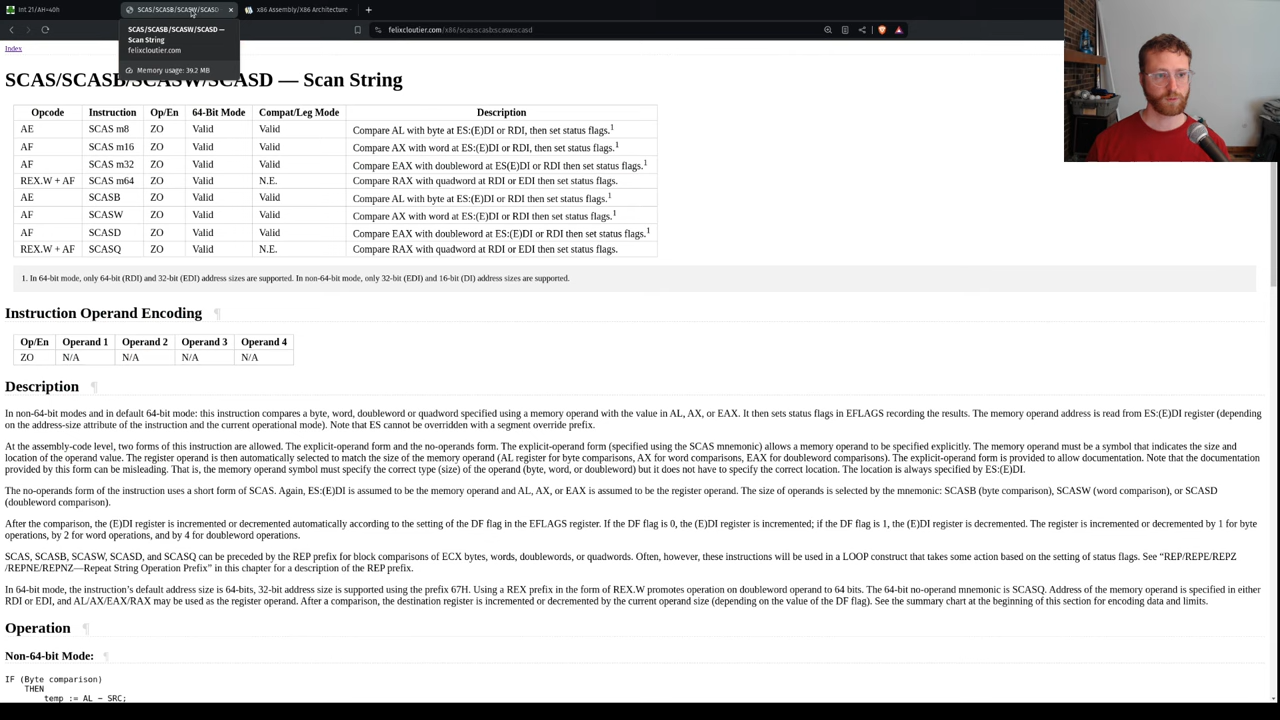 Int 21/AH=40h
SCAS/SCASB/SCASW/SCASD
x86 Assembly/X86 Architecture
felixcloutier.com/x86/scas:scasb:scasw:scasd
SCAS/SCASB/SCASW/SCASD —
Scan String
felixcloutier.com
Memory usage: 39.2 MB
Index
SCAS/SCASB/SCASW/SCASD — Scan String
Opcode Instruction Op/En 64-Bit Mode Compat/Leg Mode Description
AE SCAS m8 ZO Valid Valid Compare AL with byte at ES:(E)DI or RDI, then set status flags.1
AF SCAS m16 ZO Valid Valid Compare AX with word at ES:(E)DI or RDI, then set status flags.1
AF SCAS m32 ZO Valid Valid Compare EAX with doubleword at ES(E)DI or RDI then set status flags.1
REX.W + AF SCAS m64 ZO Valid N.E. Compare RAX with quadword at RDI or EDI then set status flags.
AE SCASB ZO Valid Valid Compare AL with byte at ES:(E)DI or RDI then set status flags.1
AF SCASW ZO Valid Valid Compare AX with word at ES:(E)DI or RDI then set status flags.1
AF SCASD ZO Valid Valid Compare EAX with doubleword at ES:(E)DI or RDI then set status flags.1
REX.W + AF SCASQ ZO Valid N.E. Compare RAX with quadword at RDI or EDI then set status flags.
1. In 64-bit mode, only 64-bit (RDI) and 32-bit (EDI) address sizes are supported. In non-64-bit mode, only 32-bit (EDI) and 16-bit (DI) address sizes are supported.
Instruction Operand Encoding ¶
Op/En Operand 1 Operand 2 Operand 3 Operand 4
ZO N/A N/A N/A N/A
Description ¶
In non-64-bit modes and in default 64-bit mode: this instruction compares a byte, word, doubleword or quadword specified using a memory operand with the value in AL, AX, or EAX. It then sets status flags in EFLAGS recording the results. The memory operand address is read from ES:(E)DI register (depending
on the address-size attribute of the instruction and the current operational mode). Note that ES cannot be overridden with a segment override prefix.
At the assembly-code level, two forms of this instruction are allowed. The explicit-operand form and the no-operands form. The explicit-operand form (specified using the SCAS mnemonic) allows a memory operand to be specified explicitly. The memory operand must be a symbol that indicates the size and
location of the operand value. The register operand is then automatically selected to match the size of the memory operand (AL register for byte comparisons, AX for word comparisons, EAX for doubleword comparisons). The explicit-operand form is provided to allow documentation. Note that the documentation
provided by this form can be misleading. That is, the memory operand symbol must specify the correct type (size) of the operand (byte, word, or doubleword) but it does not have to specify the correct location. The location is always specified by ES:(E)DI.
The no-operands form of the instruction uses a short form of SCAS. Again, ES:(E)DI is assumed to be the memory operand and AL, AX, or EAX is assumed to be the register operand. The size of operands is selected by the mnemonic: SCASB (byte comparison), SCASW (word comparison), or SCASD
(doubleword comparison).
After the comparison, the (E)DI register is incremented or decremented automatically according to the setting of the DF flag in the EFLAGS register. If the DF flag is 0, the (E)DI register is incremented; if the DF flag is 1, the (E)DI register is decremented. The register is incremented or decremented by 1 for byte
operations, by 2 for word operations, and by 4 for doubleword operations.
SCAS, SCASB, SCASW, SCASD, and SCASQ can be preceded by the REP prefix for block comparisons of ECX bytes, words, doublewords, or quadwords. Often, however, these instructions will be used in a LOOP construct that takes some action based on the setting of status flags. See “REP/REPE/REPZ
/REPNE/REPNZ—Repeat String Operation Prefix” in this chapter for a description of the REP prefix.
In 64-bit mode, the instruction’s default address size is 64-bits, 32-bit address size is supported using the prefix 67H. Using a REX prefix in the form of REX.W promotes operation on doubleword operand to 64 bits. The 64-bit no-operand mnemonic is SCASQ. Address of the memory operand is specified in either
RDI or EDI, and AL/AX/EAX/RAX may be used as the register operand. After a comparison, the destination register is incremented or decremented by the current operand size (depending on the value of the DF flag). See the summary chart at the beginning of this section for encoding data and limits.
Operation ¶
Non-64-bit Mode: ¶
IF (Byte comparison)
THEN
temp := AL − SRC;